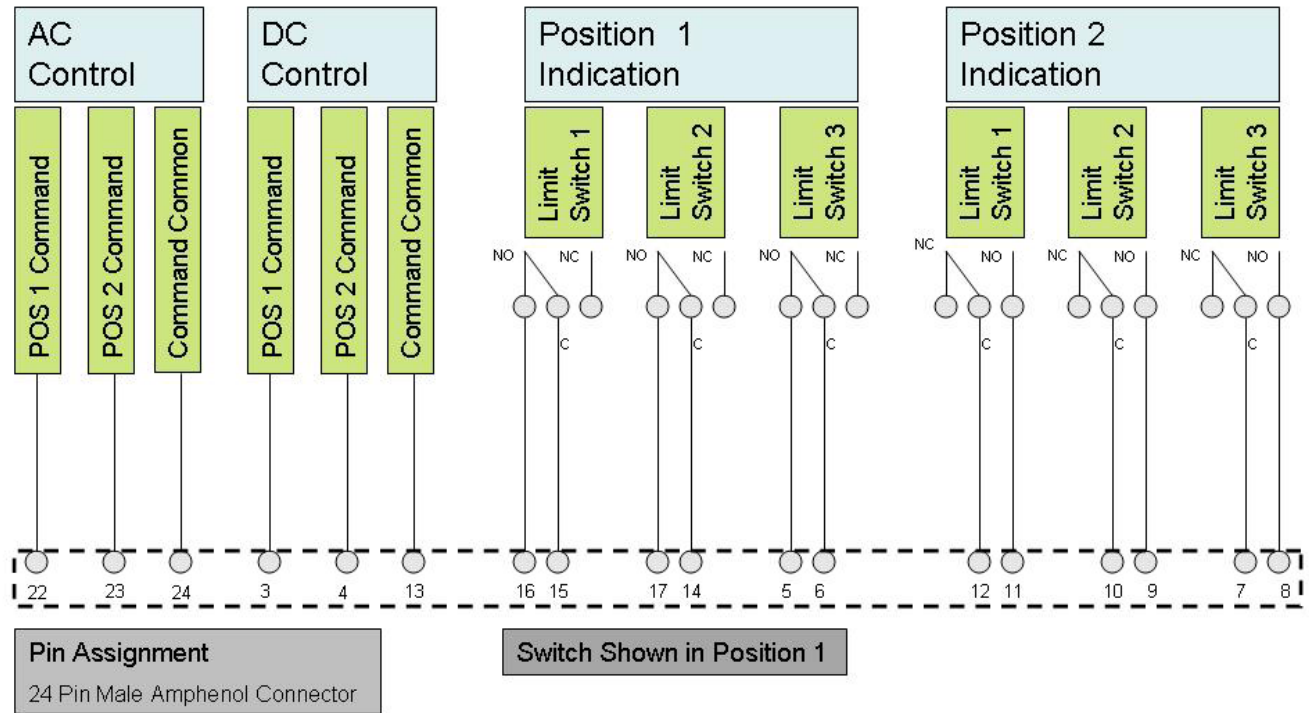 AC
Control
DC
Control
Position 1
Indication
Position 2
Indication
POS 1 Command
POS 2 Command
Command Common
POS 1 Command
POS 2 Command
Command Common
Limit
Switch 1
Limit
Switch 2
Limit
Switch 3
Limit
Switch 1
Limit
Switch 2
Limit
Switch 3
NO NC NO NC NO NC NC NO NC NO NC NO
C C C C C C
22 23 24 3 4 13 16 15 17 14 5 6 12 11 10 9 7 8
Pin Assignment
24 Pin Male Amphenol Connector
Switch Shown in Position 1